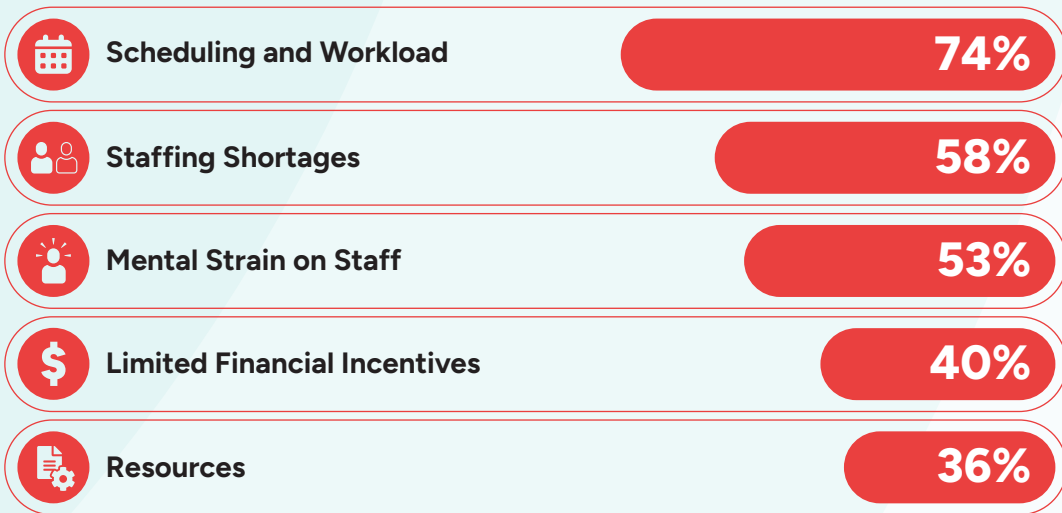 Scheduling and Workload 74%
Staffing Shortages 58%
Mental Strain on Staff 53%
Limited Financial Incentives 40%
Resources 36%